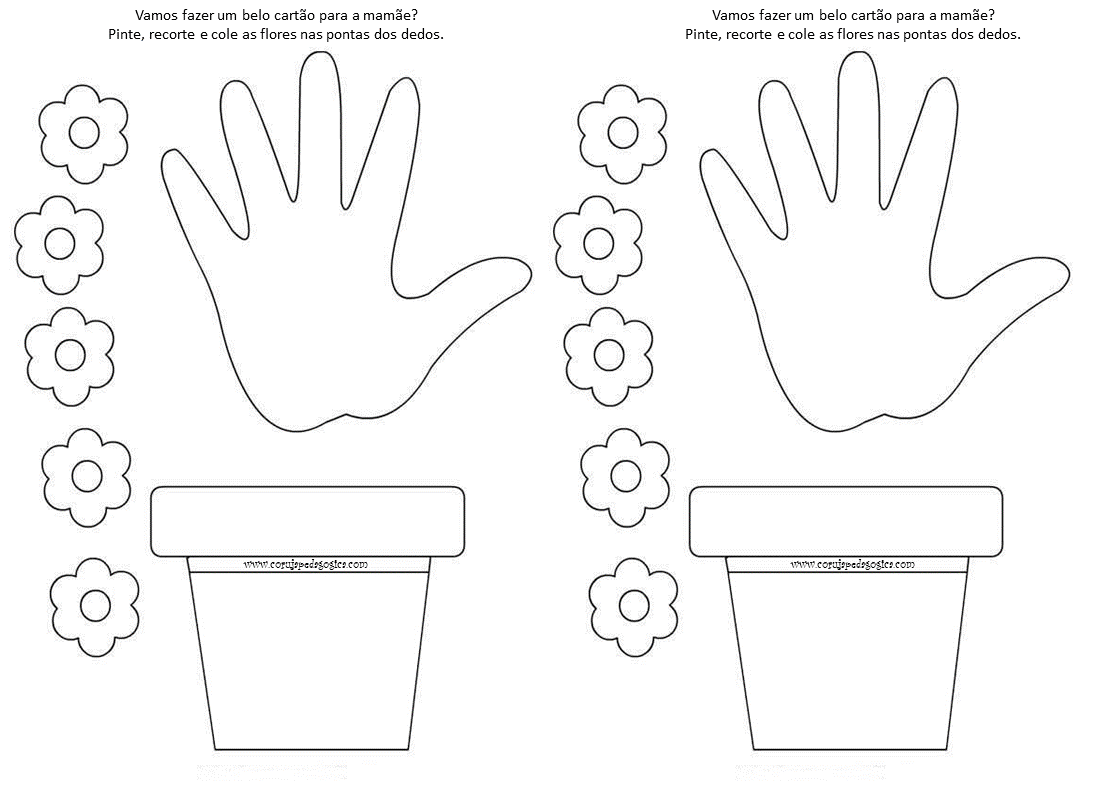 Vamos fazer um belo cartão para a mamãe?
Pinte, recorte e cole as flores nas pontas dos dedos.
www.corujapedagogica.com
Vamos fazer um belo cartão para a mamãe?
Pinte, recorte e cole as flores nas pontas dos dedos.
www.corujapedagogica.com